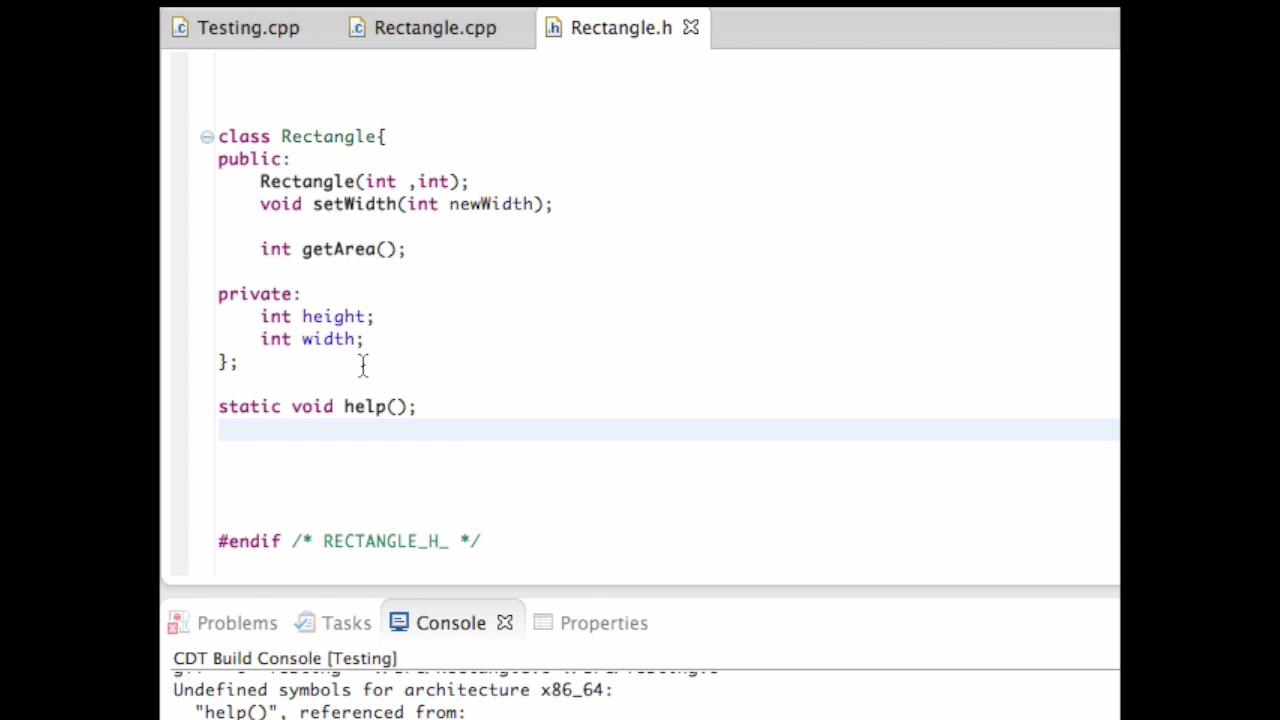 Testing.cpp Rectangle.cpp Rectangle.h
class Rectangle{
public:
Rectangle(int ,int);
void setWidth(int newWidth);
int getArea();
private:
int height;
int width;
};
static void help();
#endif /* RECTANGLE_H_ */
Problems Tasks Console Properties
CDT Build Console [Testing]
Undefined symbols for architecture x86_64:
"help()", referenced from: